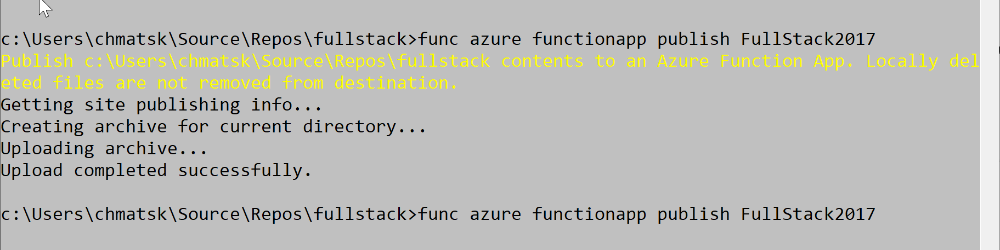 c:\Users\chmatsk\Source\Repos\fullstack>func azure functionapp publish FullStack2017
Publish c:\Users\chmatsk\Source\Repos\fullstack contents to an Azure Function App. Locally del
eted files are not removed from destination.
Getting site publishing info...
Creating archive for current directory...
Uploading archive...
Upload completed successfully.
c:\Users\chmatsk\Source\Repos\fullstack>func azure functionapp publish FullStack2017